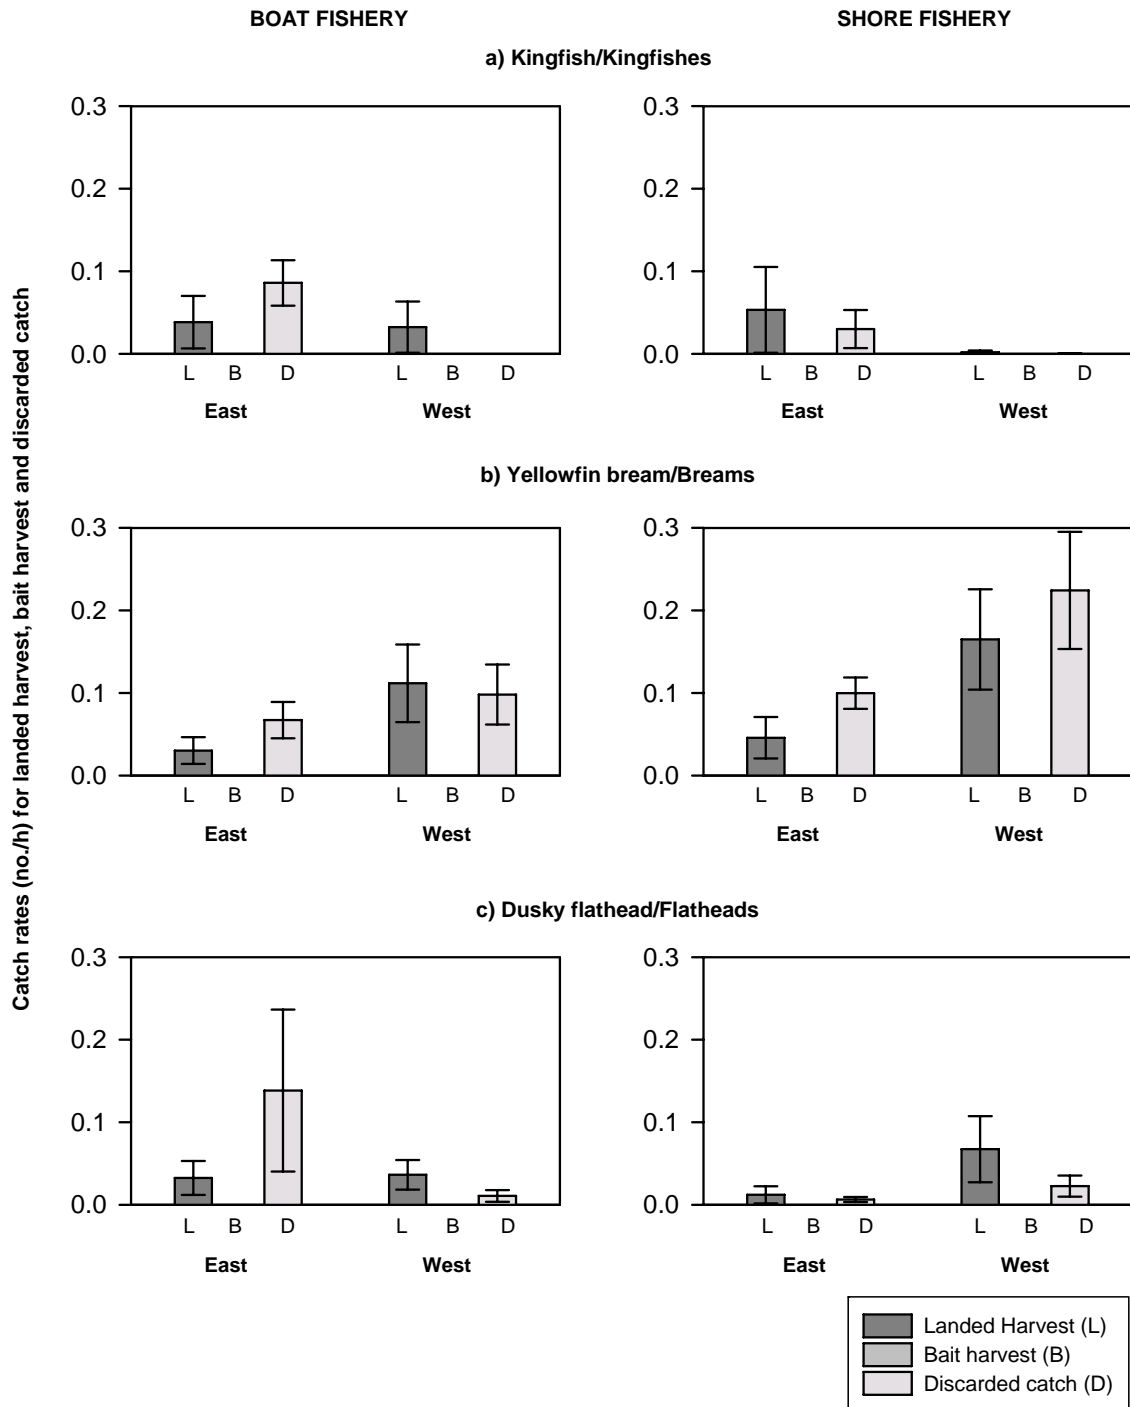 BOAT FISHERY SHORE FISHERY
a) Kingfish/Kingfishes
0.3 0.3
0.2 0.2
0.1 0.1
0.0 0.0
L B D L B D L B D L B D
East West East West
b) Yellowfin bream/Breams
0.3 0.3
0.2 0.2
0.1 0.1
0.0 0.0
L B D L B D L B D L B D
East West East West
c) Dusky flathead/Flatheads
0.3 0.3
0.2 0.2
0.1 0.1
0.0 0.0
L B D L B D L B D L B D
East West East West
Catch rates (no./h) for landed harvest, bait harvest and discarded catch
Landed Harvest (L)
Bait harvest (B)
Discarded catch (D)